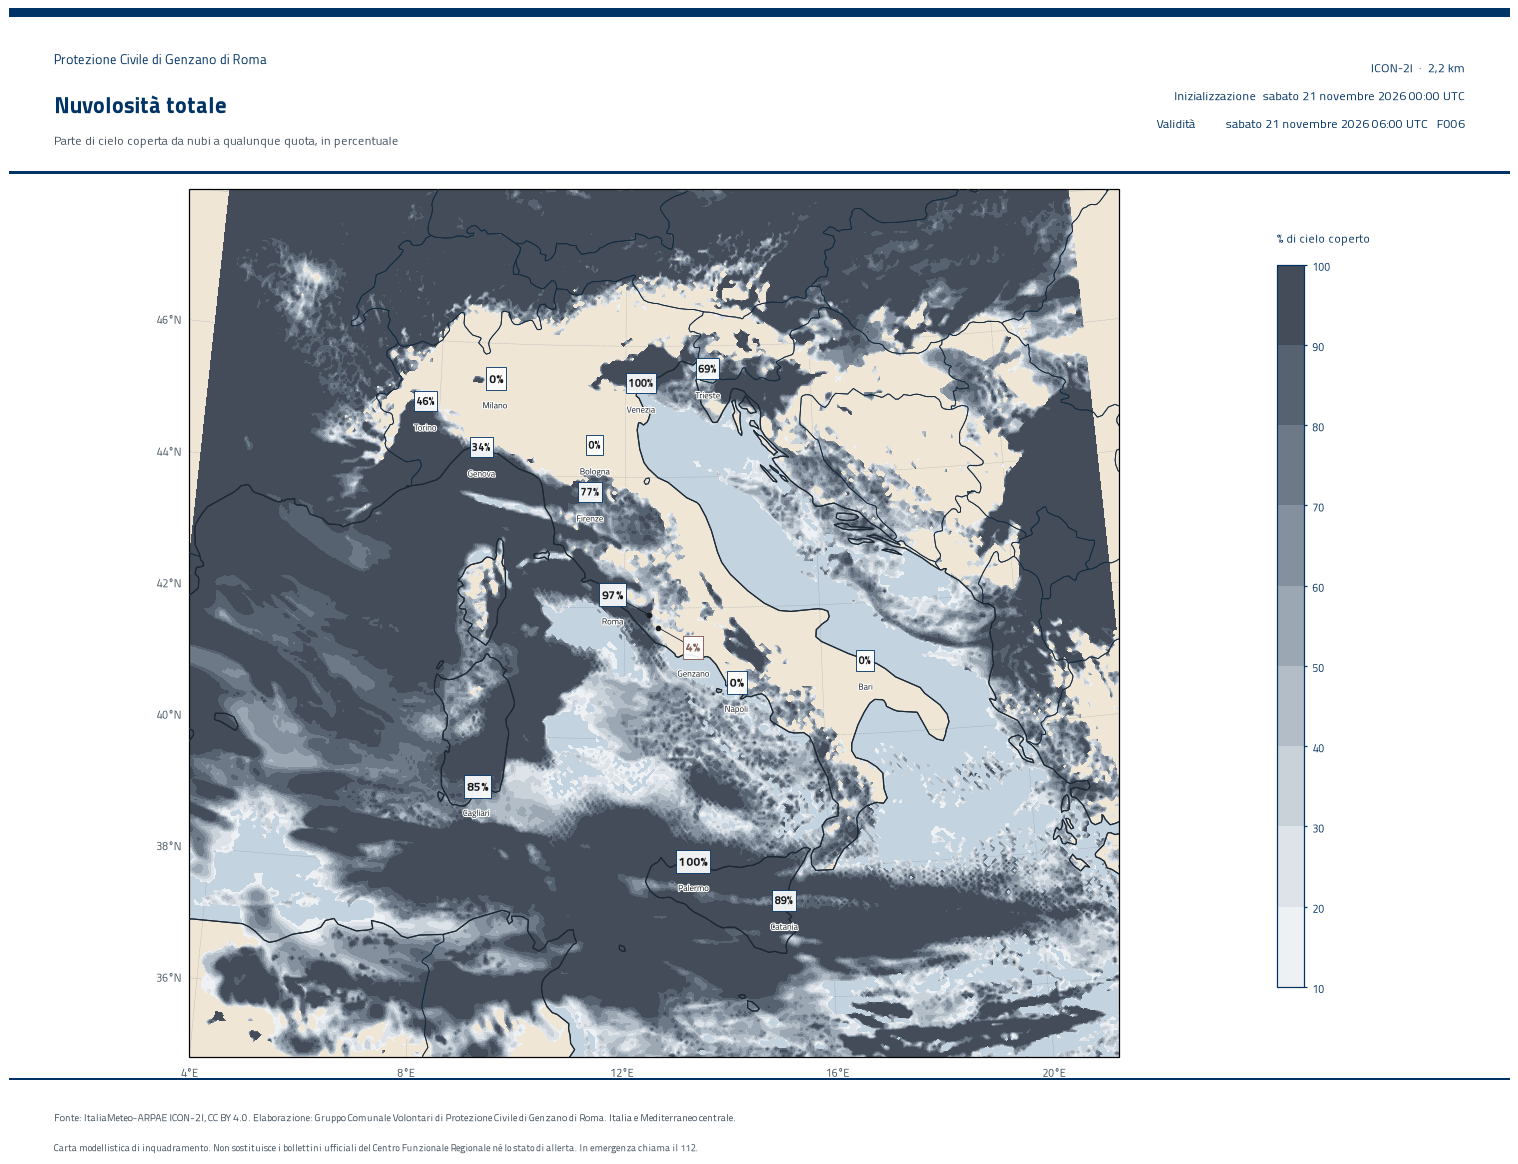 Protezione Civile di Genzano di Roma
Nuvolosità totale
Parte di cielo coperta da nubi a qualunque quota, in percentuale
ICON-2I · 2,2 km
Inizializzazione sabato 21 novembre 2026 00:00 UTC
Validità sabato 21 novembre 2026 06:00 UTC F006
% di cielo coperto
100
90
80
70
60
50
40
30
20
10
46°N
44°N
42°N
40°N
38°N
36°N
4°E
8°E
12°E
16°E
20°E
69%
Trieste
0%
Milano
100%
Venezia
46%
Torino
34%
Genova
0%
Bologna
77%
Firenze
97%
Roma
4%
Genzano
0%
Napoli
0%
Bari
85%
Cagliari
100%
Palermo
89%
Catania
Fonte: ItaliaMeteo-ARPAE ICON-2I, CC BY 4.0. Elaborazione: Gruppo Comunale Volontari di Protezione Civile di Genzano di Roma. Italia e Mediterraneo centrale.
Carta modellistica di inquadramento. Non sostituisce i bollettini ufficiali del Centro Funzionale Regionale né lo stato di allerta. In emergenza chiama il 112.